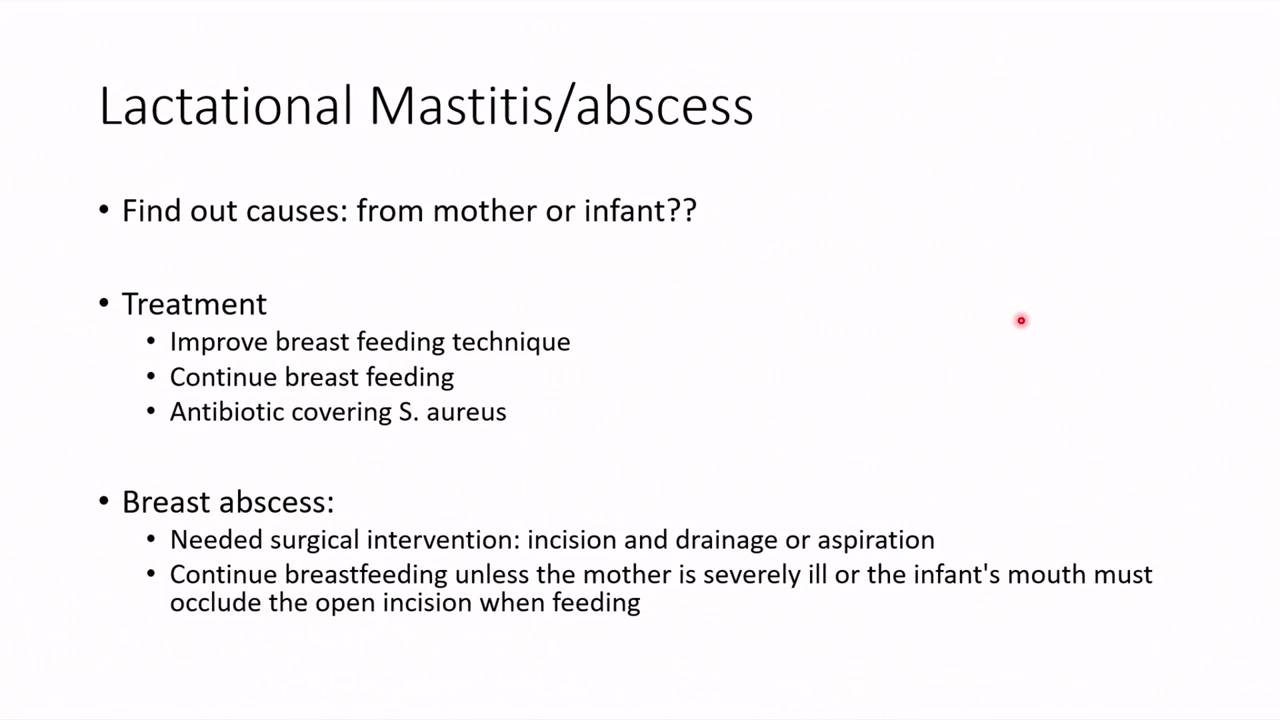 Lactational Mastitis/abscess
• Find out causes: from mother or infant??
• Treatment
• Improve breast feeding technique
• Continue breast feeding
• Antibiotic covering S. aureus
• Breast abscess:
• Needed surgical intervention: incision and drainage or aspiration
• Continue breastfeeding unless the mother is severely ill or the infant's mouth must
occlude the open incision when feeding